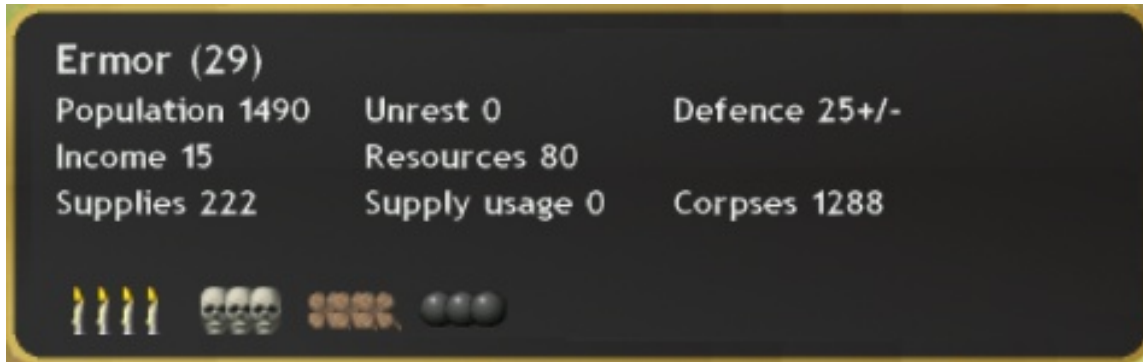 Ermor (29)
Population 1490 Unrest 0 Defence 25+/-
Income 15 Resources 80
Supplies 222 Supply usage 0 Corpses 1288